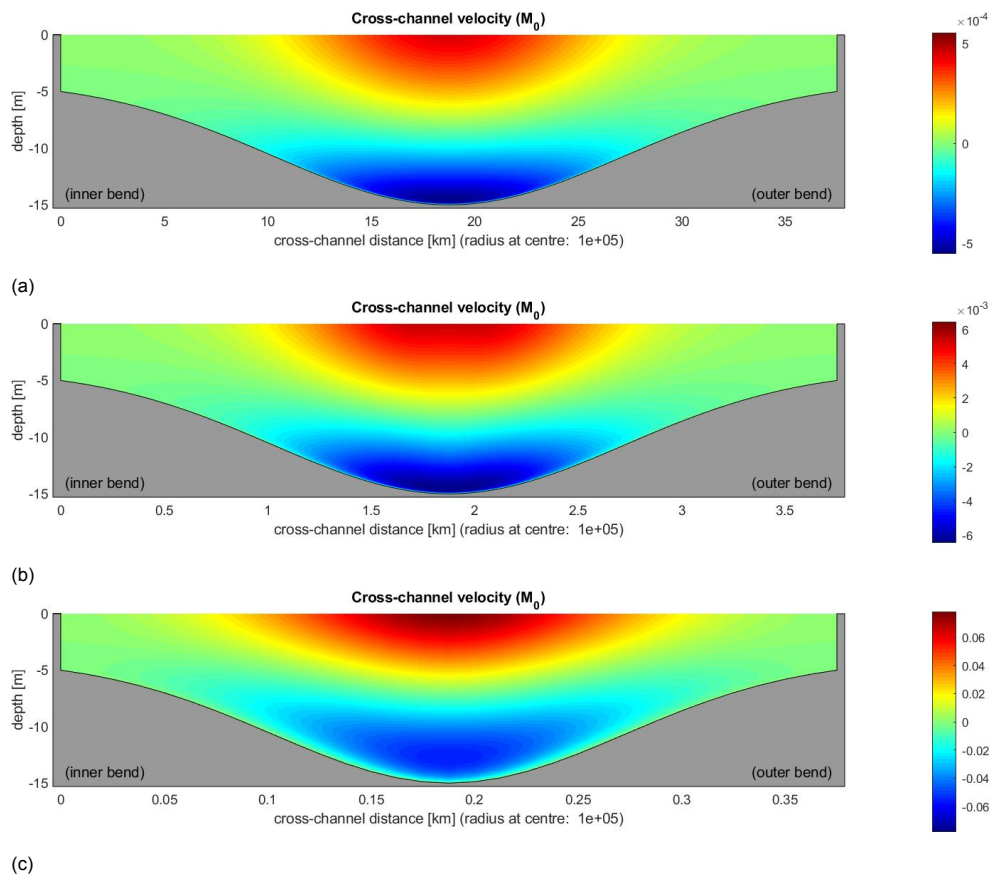 Cross-channel velocity (M0)
×10-4
0
-5
-10
-15
depth [m]
(inner bend)
(outer bend)
0 5 10 15 20 25 30 35
cross-channel distance [km] (radius at centre: 1e+05)
5
0
-5
(a)
Cross-channel velocity (M0)
×10-3
0
-5
-10
-15
depth [m]
(inner bend)
(outer bend)
0 0.5 1 1.5 2 2.5 3 3.5
cross-channel distance [km] (radius at centre: 1e+05)
6
4
2
0
-2
-4
-6
(b)
Cross-channel velocity (M0)
0
-5
-10
-15
depth [m]
(inner bend)
(outer bend)
0 0.05 0.1 0.15 0.2 0.25 0.3 0.35
cross-channel distance [km] (radius at centre: 1e+05)
0.06
0.04
0.02
0
-0.02
-0.04
-0.06
(c)